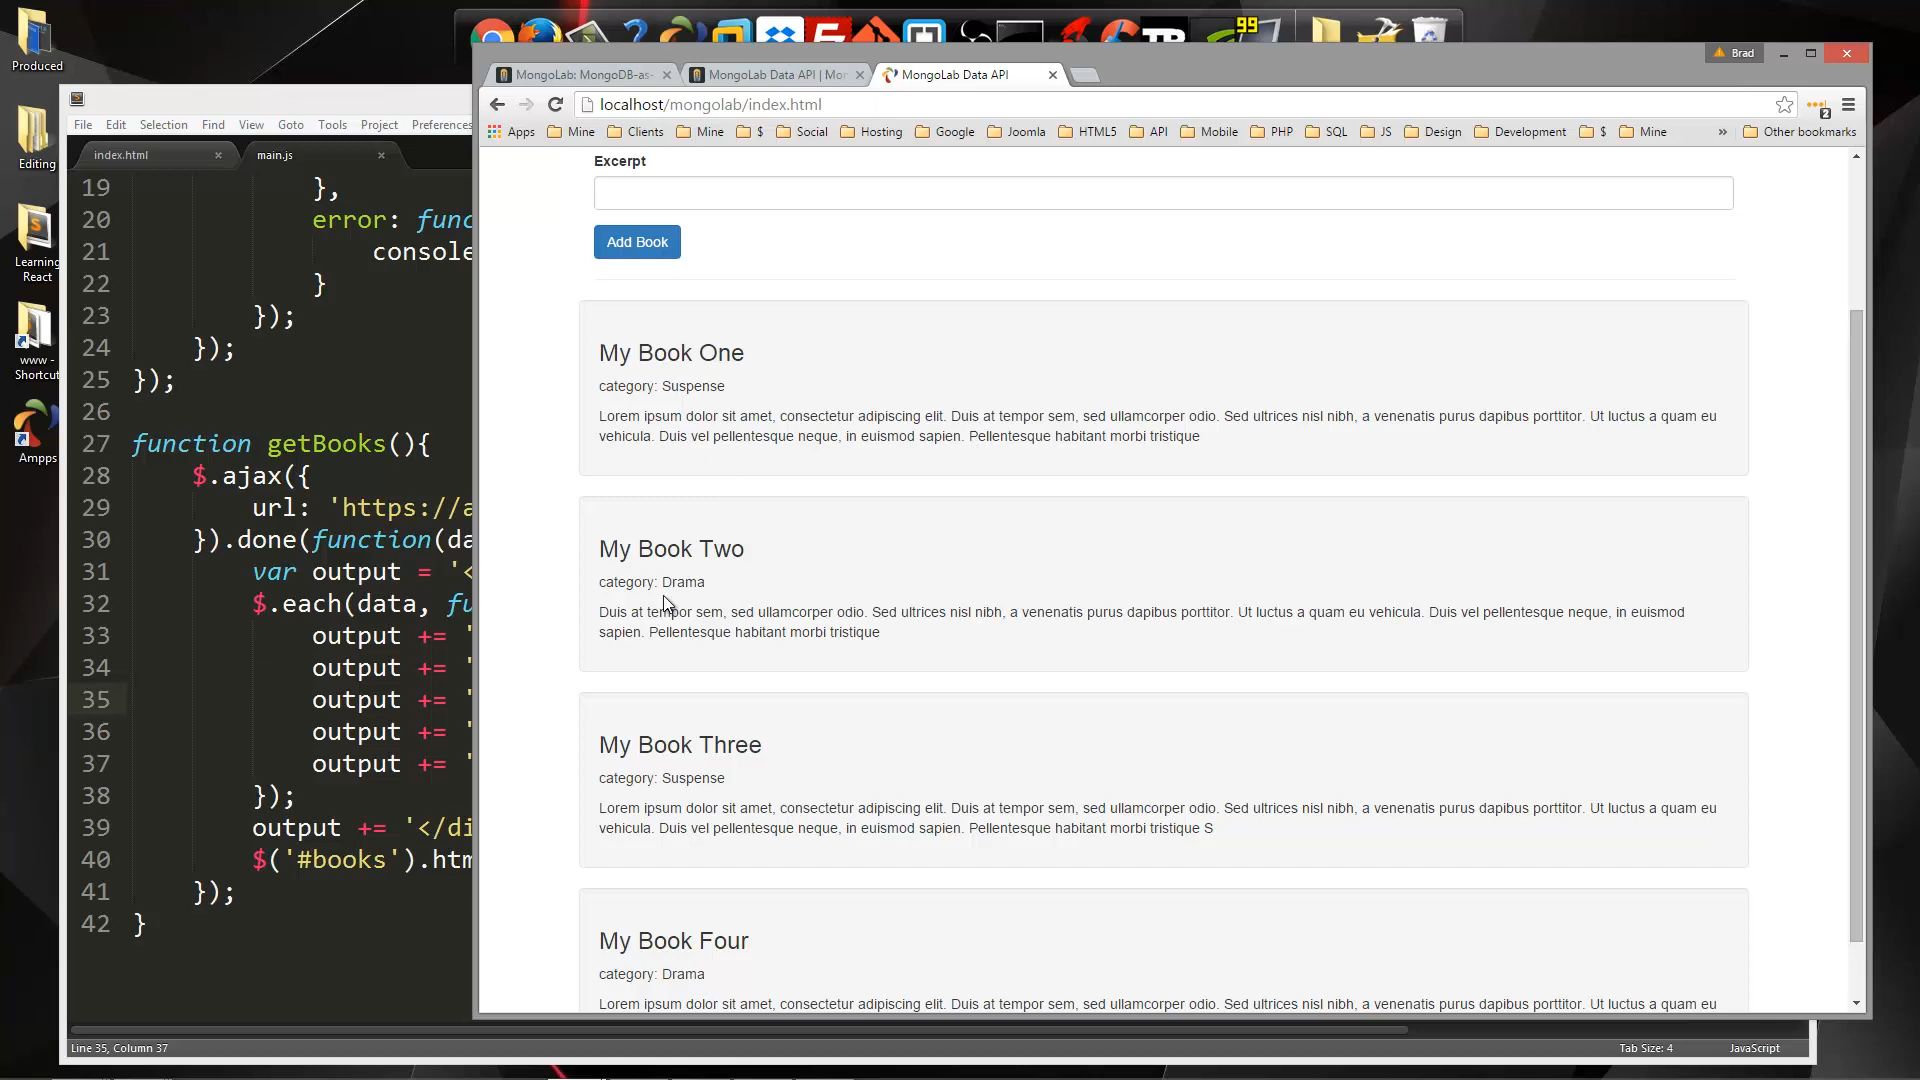 Produced
Editing
Learning
React
www -
Shortcut
Ampps
99
Brad
MongoLab: MongoDB-as-
MongoLab Data API | Mon
MongoLab Data API
localhost/mongolab/index.html
Apps Mine Clients Mine $ Social Hosting Google Joomla HTML5 API Mobile PHP SQL JS Design Development $ Mine » Other bookmarks
2
File Edit Selection Find View Goto Tools Project Preferences
index.html
main.js
19 },
20 error: func
21 console
22 }
23 });
24 });
25 });
26
27 function getBooks(){
28 $.ajax({
29 url: 'https://a
30 }).done(function(da
31 var output = '<
32 $.each(data, fu
33 output += '
34 output += '
35 output += '
36 output += '
37 output += '
38 });
39 output += '</di
40 $('#books').htm
41 });
42 }
Excerpt
Add Book
My Book One
category: Suspense
Lorem ipsum dolor sit amet, consectetur adipiscing elit. Duis at tempor sem, sed ullamcorper odio. Sed ultrices nisl nibh, a venenatis purus dapibus porttitor. Ut luctus a quam eu
vehicula. Duis vel pellentesque neque, in euismod sapien. Pellentesque habitant morbi tristique
My Book Two
category: Drama
Duis at tempor sem, sed ullamcorper odio. Sed ultrices nisl nibh, a venenatis purus dapibus porttitor. Ut luctus a quam eu vehicula. Duis vel pellentesque neque, in euismod
sapien. Pellentesque habitant morbi tristique
My Book Three
category: Suspense
Lorem ipsum dolor sit amet, consectetur adipiscing elit. Duis at tempor sem, sed ullamcorper odio. Sed ultrices nisl nibh, a venenatis purus dapibus porttitor. Ut luctus a quam eu
vehicula. Duis vel pellentesque neque, in euismod sapien. Pellentesque habitant morbi tristique S
My Book Four
category: Drama
Lorem ipsum dolor sit amet, consectetur adipiscing elit. Duis at tempor sem, sed ullamcorper odio. Sed ultrices nisl nibh, a venenatis purus dapibus porttitor. Ut luctus a quam eu
Line 35, Column 37
Tab Size: 4
JavaScript